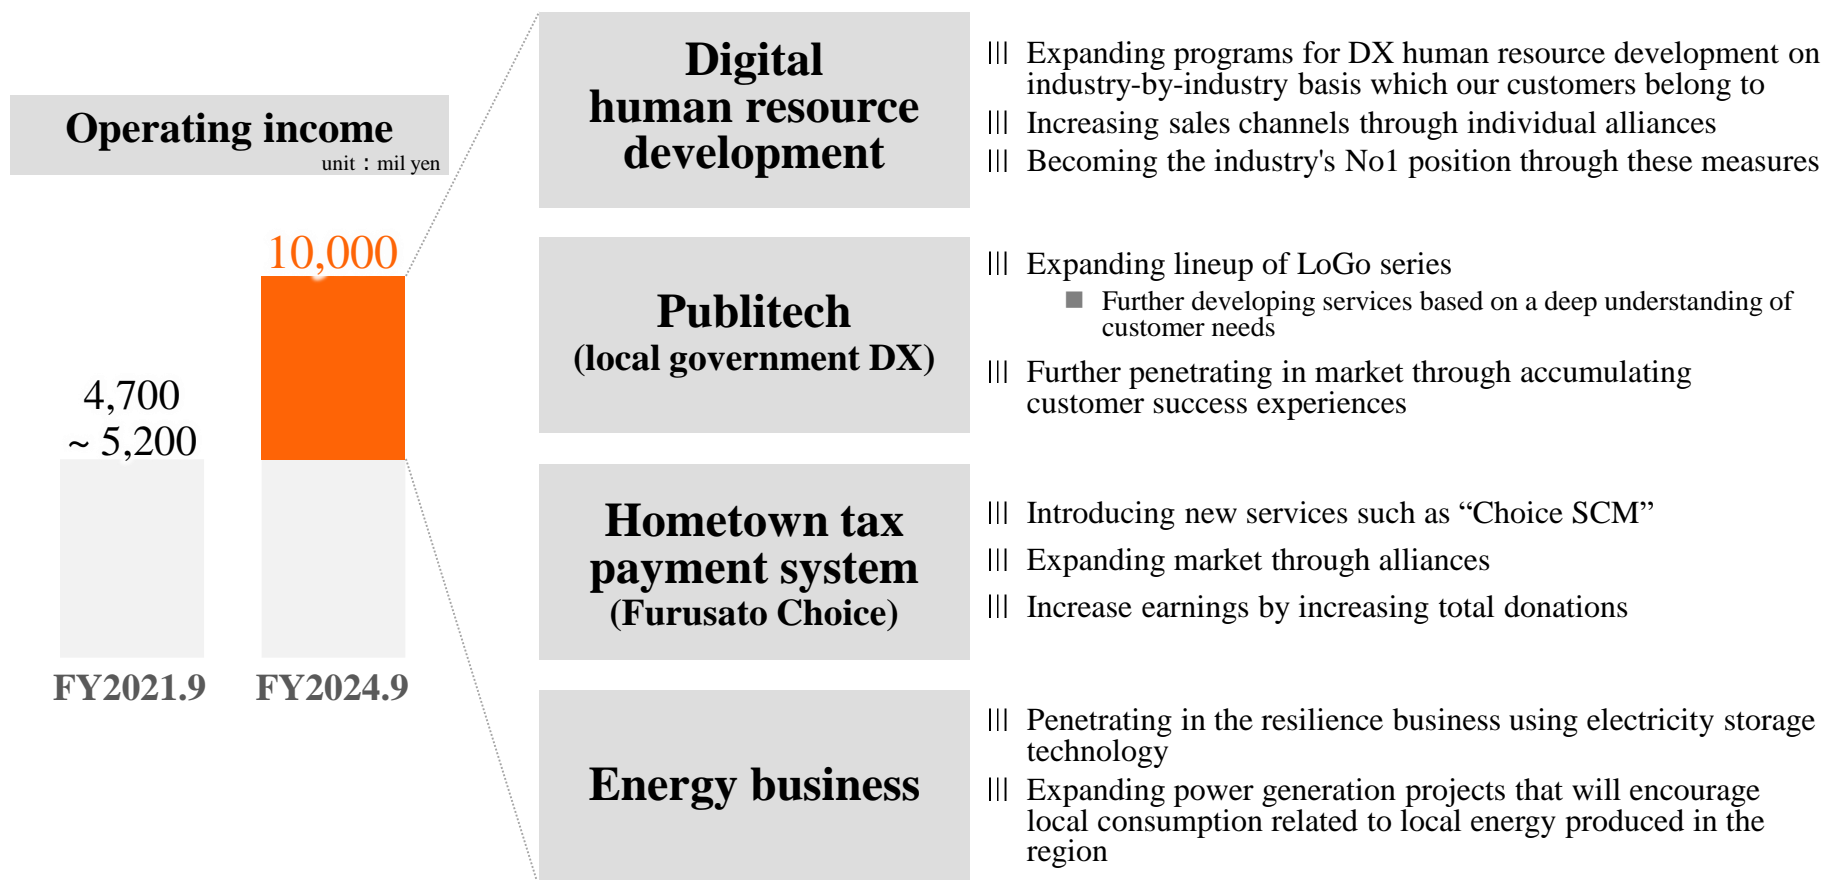 Operating income
unit：mil yen
10,000
4,700
~ 5,200
FY2021.9
FY2024.9
Digital
human resource
development
Expanding programs for DX human resource development on
industry-by-industry basis which our customers belong to
Increasing sales channels through individual alliances
Becoming the industry's No1 position through these measures
Publitech
(local government DX)
Expanding lineup of LoGo series
Further developing services based on a deep understanding of
customer needs
Further penetrating in market through accumulating
customer success experiences
Hometown tax
payment system
(Furusato Choice)
Introducing new services such as “Choice SCM”
Expanding market through alliances
Increase earnings by increasing total donations
Energy business
Penetrating in the resilience business using electricity storage
technology
Expanding power generation projects that will encourage
local consumption related to local energy produced in the
region